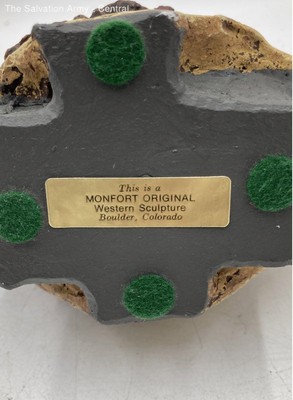 The Salvation Army - Central
This is a
MONFORT ORIGINAL
Western Sculpture
Boulder, Colorado